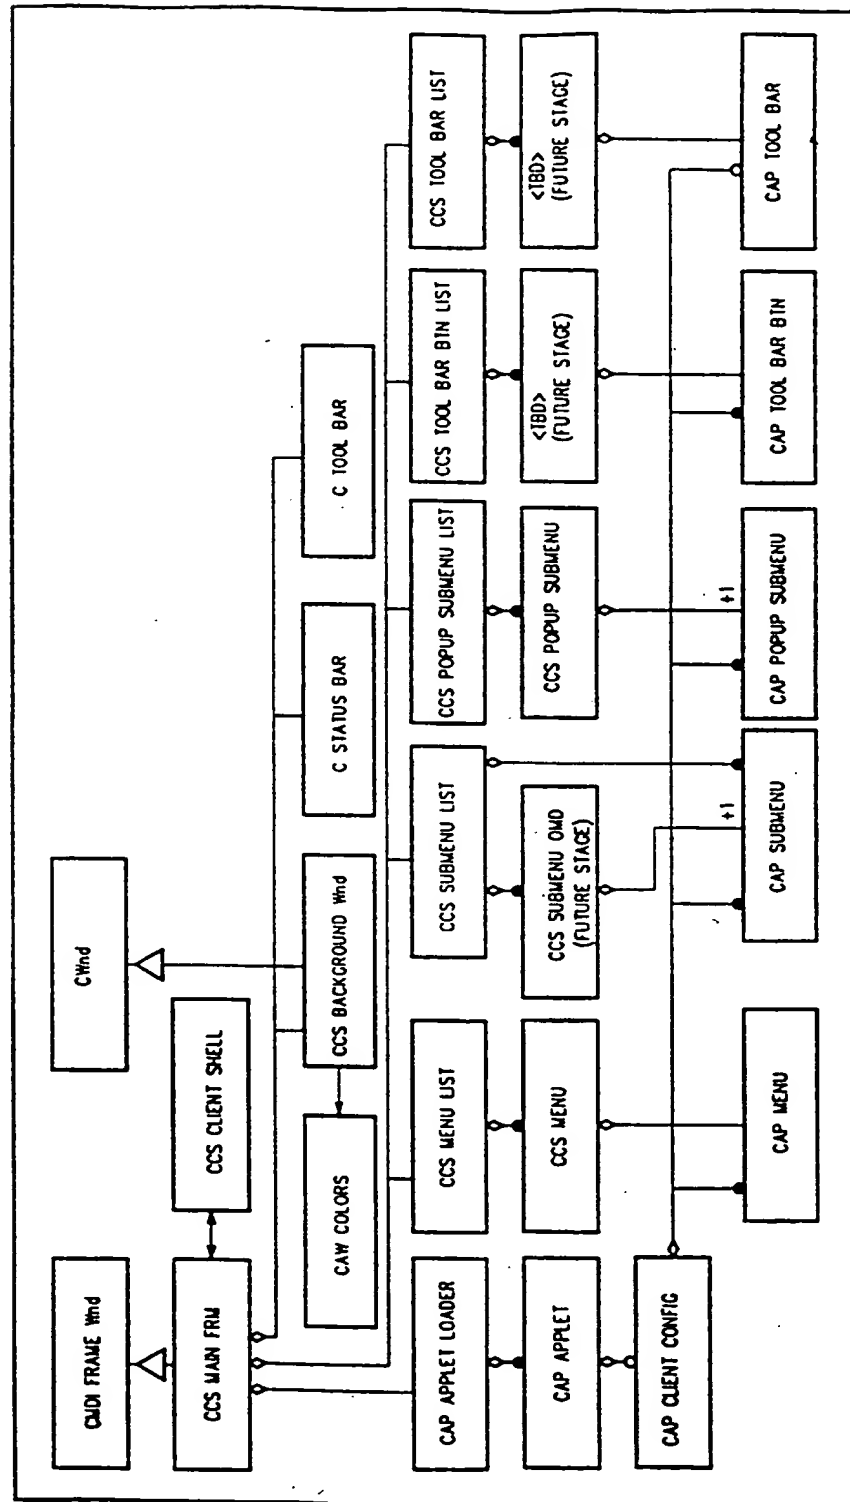 CMDI FRAME Wnd
CWnd
CCS MAIN FRM
CCS CLIENT SHELL
CAW COLORS
CCS BACKGROUND Wnd
C STATUS BAR
C TOOL BAR
CAP APPLET LOADER
CCS MENU LIST
CCS SUBMENU LIST
CCS POPUP SUBMENU LIST
CCS TOOL BAR BTN LIST
CCS TOOL BAR LIST
CAP APPLET
CCS MENU
CCS SUBMENU OMD
(FUTURE STAGE)
CCS POPUP SUBMENU
<TBD>
(FUTURE STAGE)
<TBD>
(FUTURE STAGE)
CAP CLIENT CONFIG
+1
+1
CAP MENU
CAP SUBMENU
CAP POPUP SUBMENU
CAP TOOL BAR BTN
CAP TOOL BAR